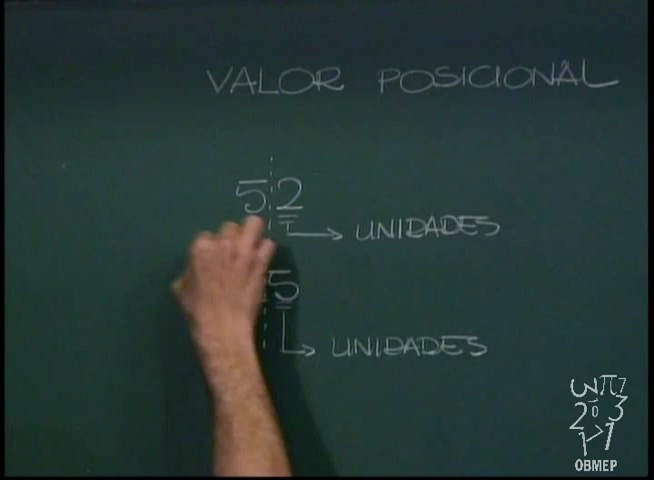 VALOR POSICIONAL
52
UNIDADES
5
UNIDADES
OBMEP